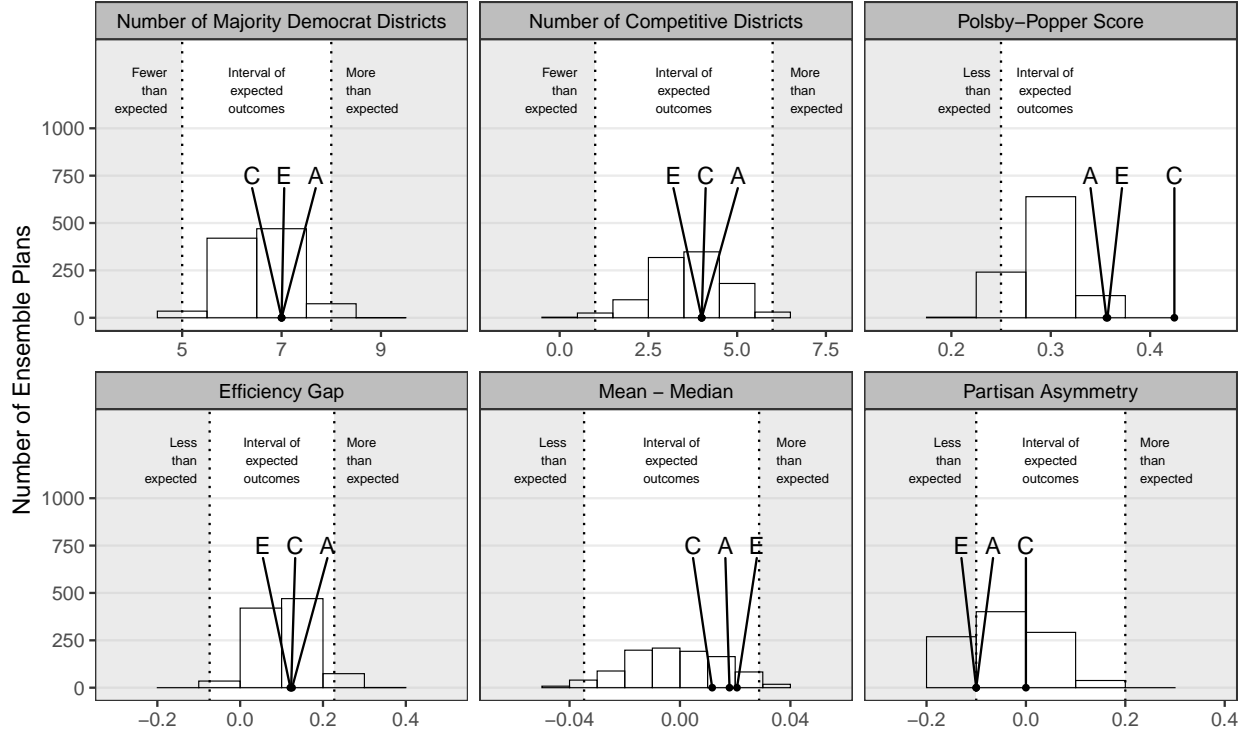 Number of Majority Democrat Districts
Number of Competitive Districts
Polsby−Popper Score
Fewer
than
expected
Interval of
expected
outcomes
More
than
expected
Fewer
than
expected
Interval of
expected
outcomes
More
than
expected
Less
than
expected
Interval of
expected
outcomes
Number of Ensemble Plans
1000
750
500
250
0
C E A
E C A
A E C
5 7 9
0.0 2.5 5.0 7.5
0.2 0.3 0.4
Efficiency Gap
Mean − Median
Partisan Asymmetry
Less
than
expected
Interval of
expected
outcomes
More
than
expected
Less
than
expected
Interval of
expected
outcomes
More
than
expected
Less
than
expected
Interval of
expected
outcomes
More
than
expected
1000
750
500
250
0
E C A
C A E
E A C
−0.2 0.0 0.2 0.4
−0.04 0.00 0.04
−0.2 0.0 0.2 0.4